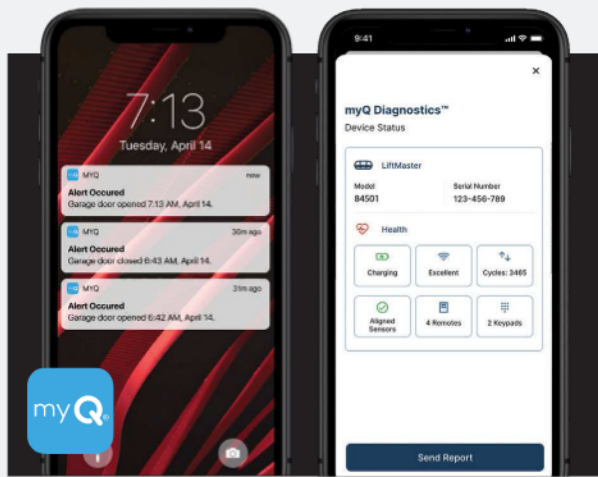 7:13
Tuesday, April 14
MYQ now
Alert Occured
Garage door opened 7:13 AM, April 14.
MYQ 30m ago
Alert Occured
Garage door closed 6:43 AM, April 14.
MYQ 31m ago
Alert Occured
Garage door opened 6:42 AM, April 14.
myQ®
9:41
×
myQ Diagnostics™
Device Status
LiftMaster
Model Serial Number
84501 123-456-789
Health
Charging Excellent Cycles: 3465
Aligned Sensors 4 Remotes 2 Keypads
Send Report